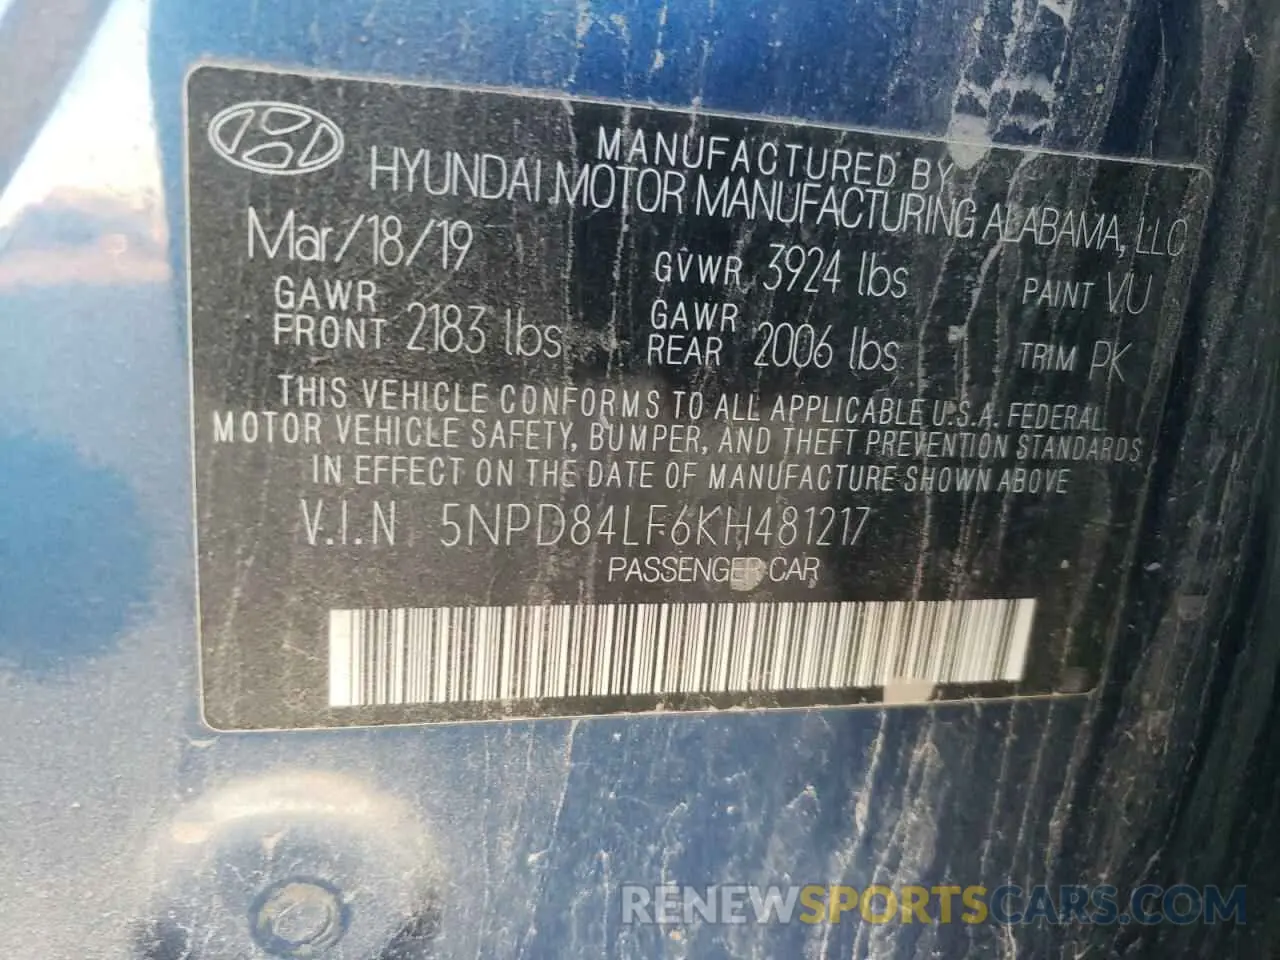 MANUFACTURED BY
HYUNDAI MOTOR MANUFACTURING ALABAMA, LLC
Mar/18/19
GVWR 3924 lbs
PAINT VU
GAWR FRONT 2183 lbs
GAWR REAR 2006 lbs
TRIM PK
THIS VEHICLE CONFORMS TO ALL APPLICABLE U.S.A. FEDERAL
MOTOR VEHICLE SAFETY, BUMPER, AND THEFT PREVENTION STANDARDS
IN EFFECT ON THE DATE OF MANUFACTURE SHOWN ABOVE
V.I.N 5NPD84LF6KH481217
PASSENGER CAR
RENEWSPORTSCARS.COM